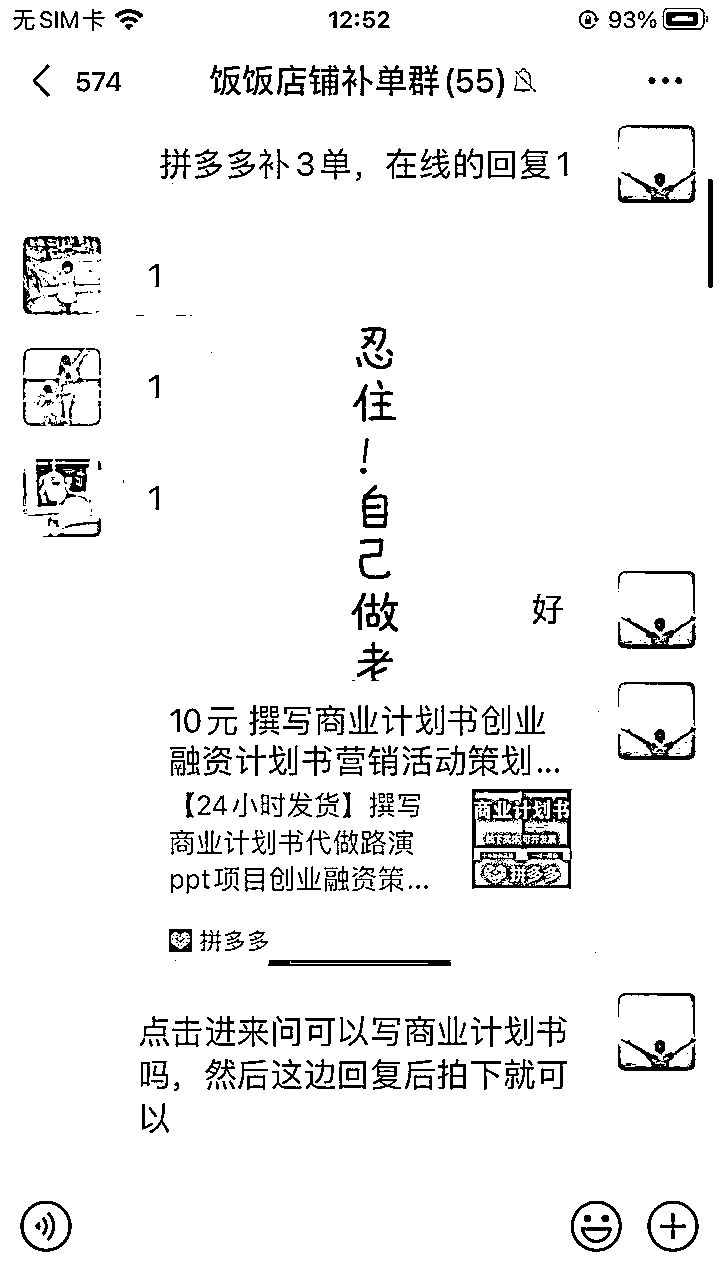 无SIM卡
12:52
93%
574
饭饭店铺补单群(55)
拼多多补3单，在线的回复1
1
1
1
忍住！自己做老
好
10元 撰写商业计划书创业
融资计划书营销活动策划...
【24小时发货】撰写
商业计划书代做路演
ppt项目创业融资策...
商业计划书
拼多多
拼多多
点击进来问可以写商业计划书
吗，然后这边回复后拍下就可
以